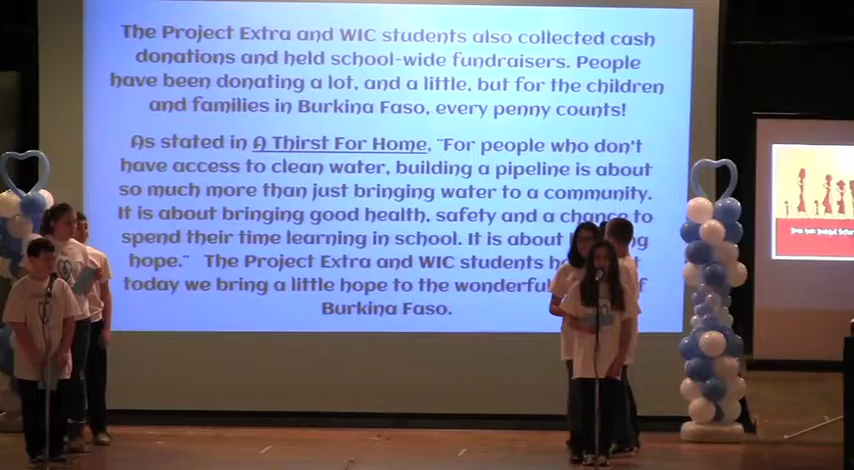 The Project Extra and WIC students also collected cash
donations and held school-wide fundraisers. People
have been donating a lot, and a little, but for the children
and families in Burkina Faso, every penny counts!
As stated in A Thirst For Home, "For people who don't
have access to clean water, building a pipeline is about
so much more than just bringing water to a community.
It is about bringing good health, safety and a chance to
spend their time learning in school. It is about
hope." The Project Extra and WIC students
today we bring a little hope to the wonderful of
Burkina Faso.